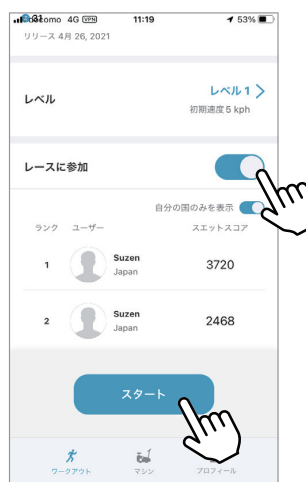 docomo 4G VPN 11:19 53%
リリース 4月 26, 2021
レベル
レベル 1
初期速度 5 kph
レースに参加
自分の国のみを表示
ランク ユーザー スエットスコア
1 Suzen 3720
Japan
2 Suzen 2468
Japan
スタート
ワークアウト マシン プロフィール